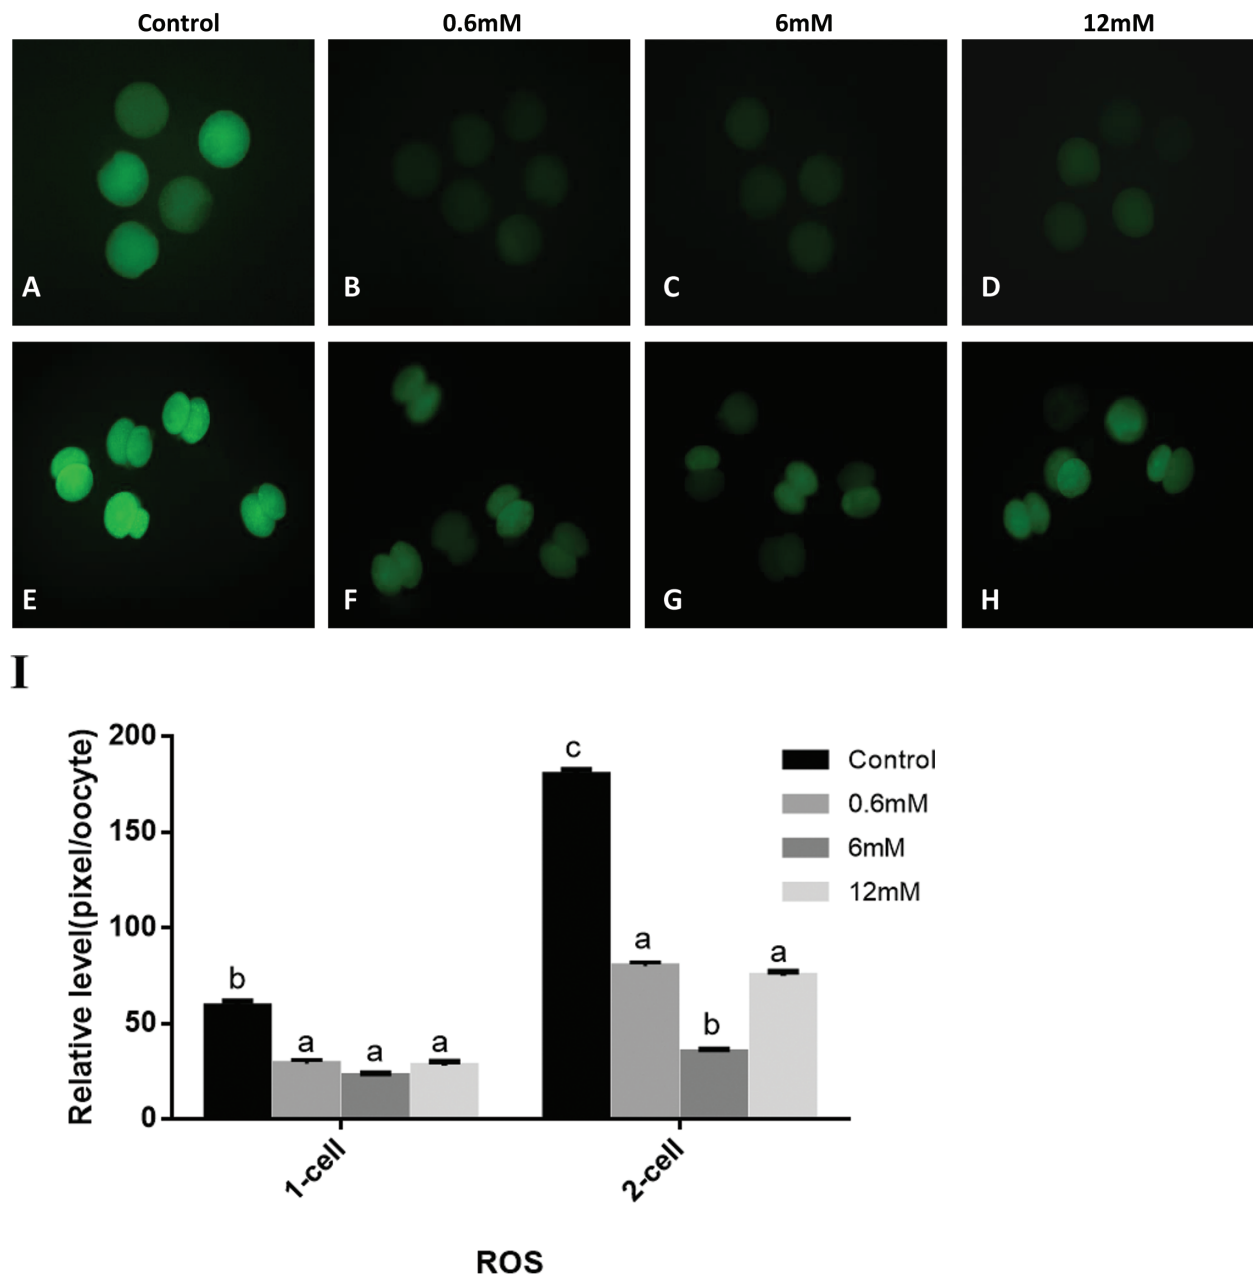 Control 0.6mM 6mM 12mM
A B C D
E F G H
I
Relative level(pixel/oocyte)
200
150
100
50
0
b a a a
c a b a
Control
0.6mM
6mM
12mM
1-cell 2-cell
ROS